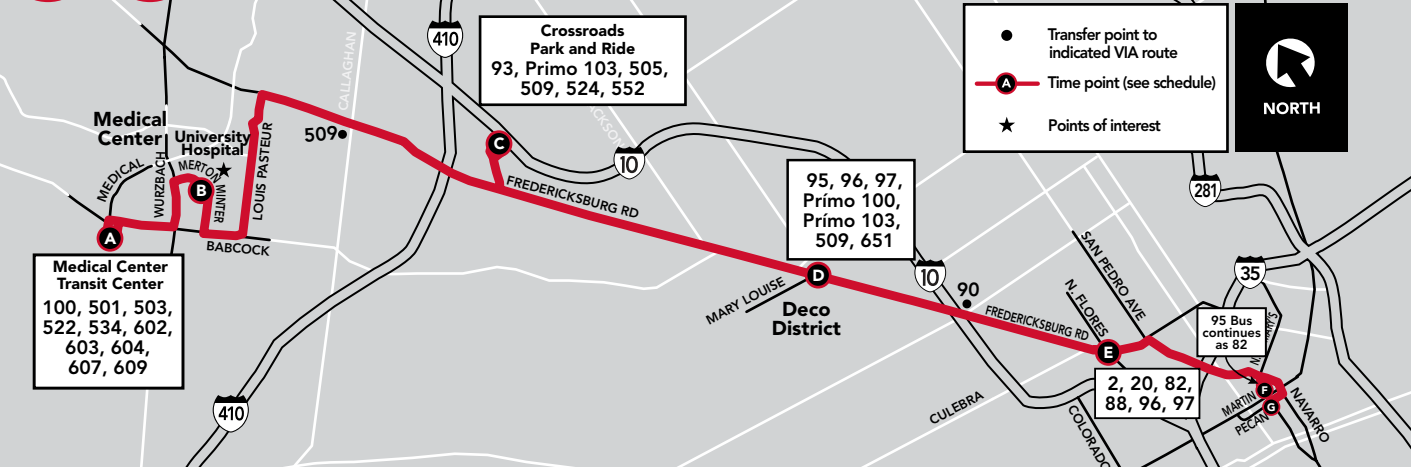 410
Crossroads
Park and Ride
93, Primo 103, 505,
509, 524, 552
Transfer point to
indicated VIA route
A
Time point (see schedule)
Points of interest
NORTH
CALLAGHAN
Medical
Center
University
Hospital
509
C
10
MEDICAL
WURZBACH
MERTON
MINTER
B
LOUIS PASTEUR
FREDERICKSBURG RD
95, 96, 97,
Prímo 100,
Prímo 103,
509, 651
281
A
BABCOCK
Medical Center
Transit Center
100, 501, 503,
522, 534, 602,
603, 604,
607, 609
MARY LOUISE
D
Deco
District
10
90
SAN PEDRO AVE
N. FLORES
35
FREDERICKSBURG RD
95 Bus
continues
as 82
E
2, 20, 82,
88, 96, 97
410
CULEBRA
COLORADO
MARTIN
F
PECAN
G
NAVARRO